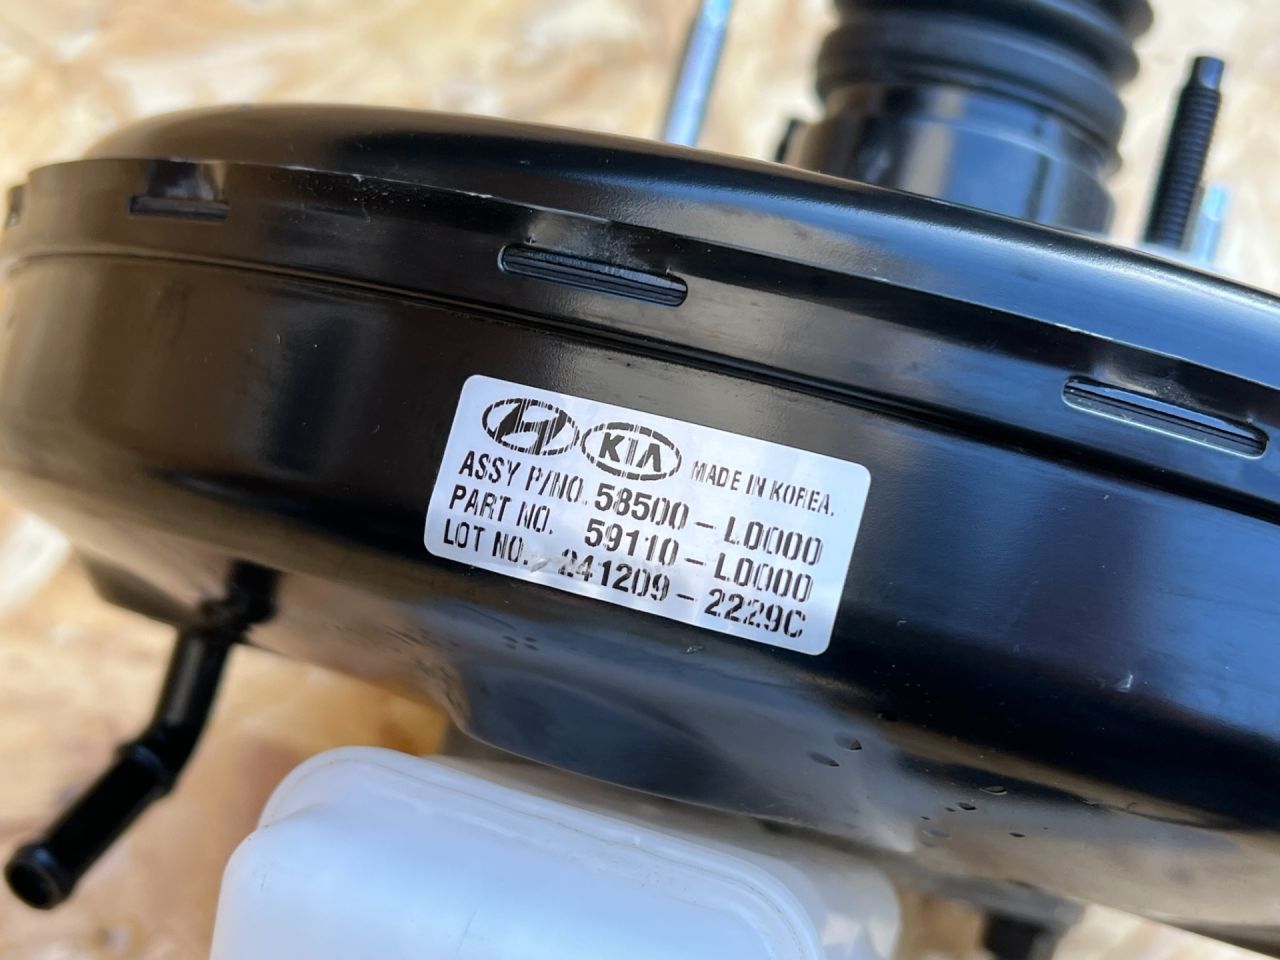 KIA MADE IN KOREA.
ASSY P/NO. 58500-L0000
PART NO. 59110-L0000
LOT NO. 241209-2229C